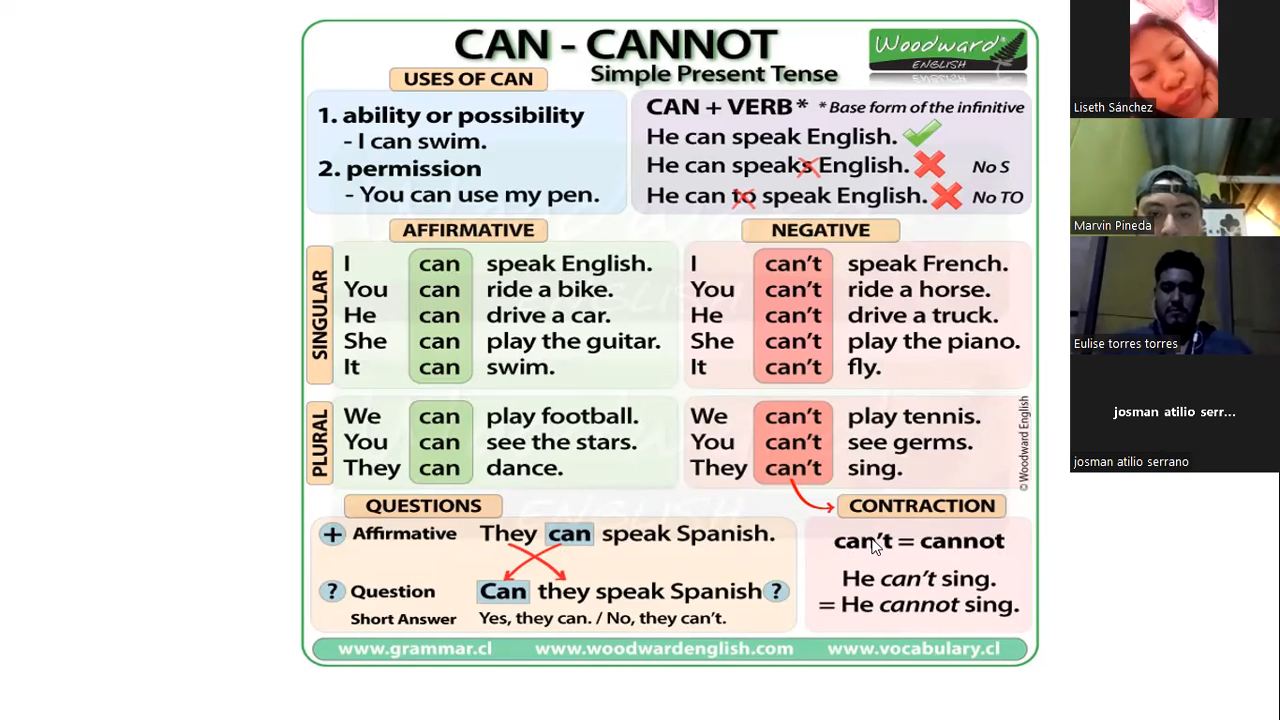 CAN - CANNOT
Simple Present Tense
Woodward®
ENGLISH
USES OF CAN
1. ability or possibility
- I can swim.
2. permission
- You can use my pen.
CAN + VERB* * Base form of the infinitive
He can speak English.
He can speaks English. No S
He can to speak English. No TO
AFFIRMATIVE
SINGULAR
I can speak English.
You can ride a bike.
He can drive a car.
She can play the guitar.
It can swim.
PLURAL
We can play football.
You can see the stars.
They can dance.
NEGATIVE
I can't speak French.
You can't ride a horse.
He can't drive a truck.
She can't play the piano.
It can't fly.
We can't play tennis.
You can't see germs.
They can't sing.
© Woodward English
QUESTIONS
+ Affirmative They can speak Spanish.
? Question Can they speak Spanish ?
Short Answer Yes, they can. / No, they can't.
CONTRACTION
can't = cannot
He can't sing.
= He cannot sing.
www.grammar.cl www.woodwardenglish.com www.vocabulary.cl
Liseth Sánchez
Marvin Pineda
Eulise torres torres
josman atilio serr...
josman atilio serrano